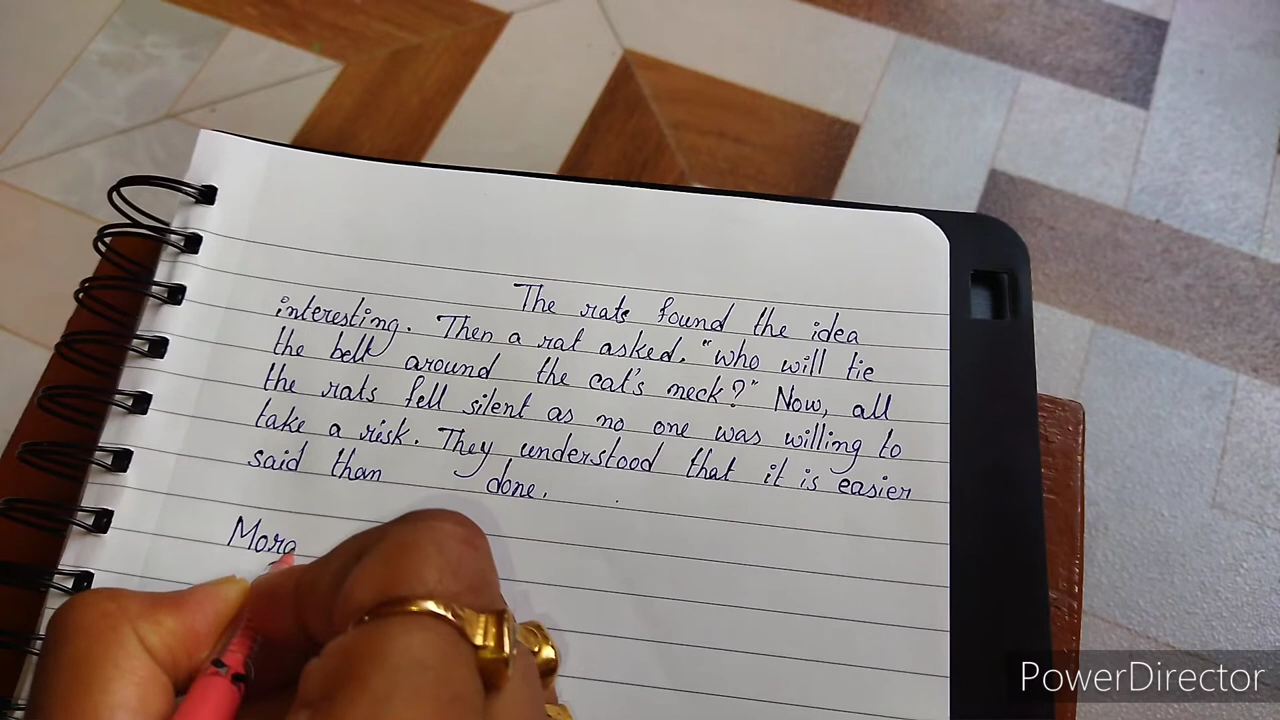 The rats found the idea
interesting. Then a rat asked. "who will tie
the bell around the cat's neck?" Now, all
the rats fell silent as no one was willing to
take a risk. They understood that it is easier
said than done.
Mora
PowerDirector